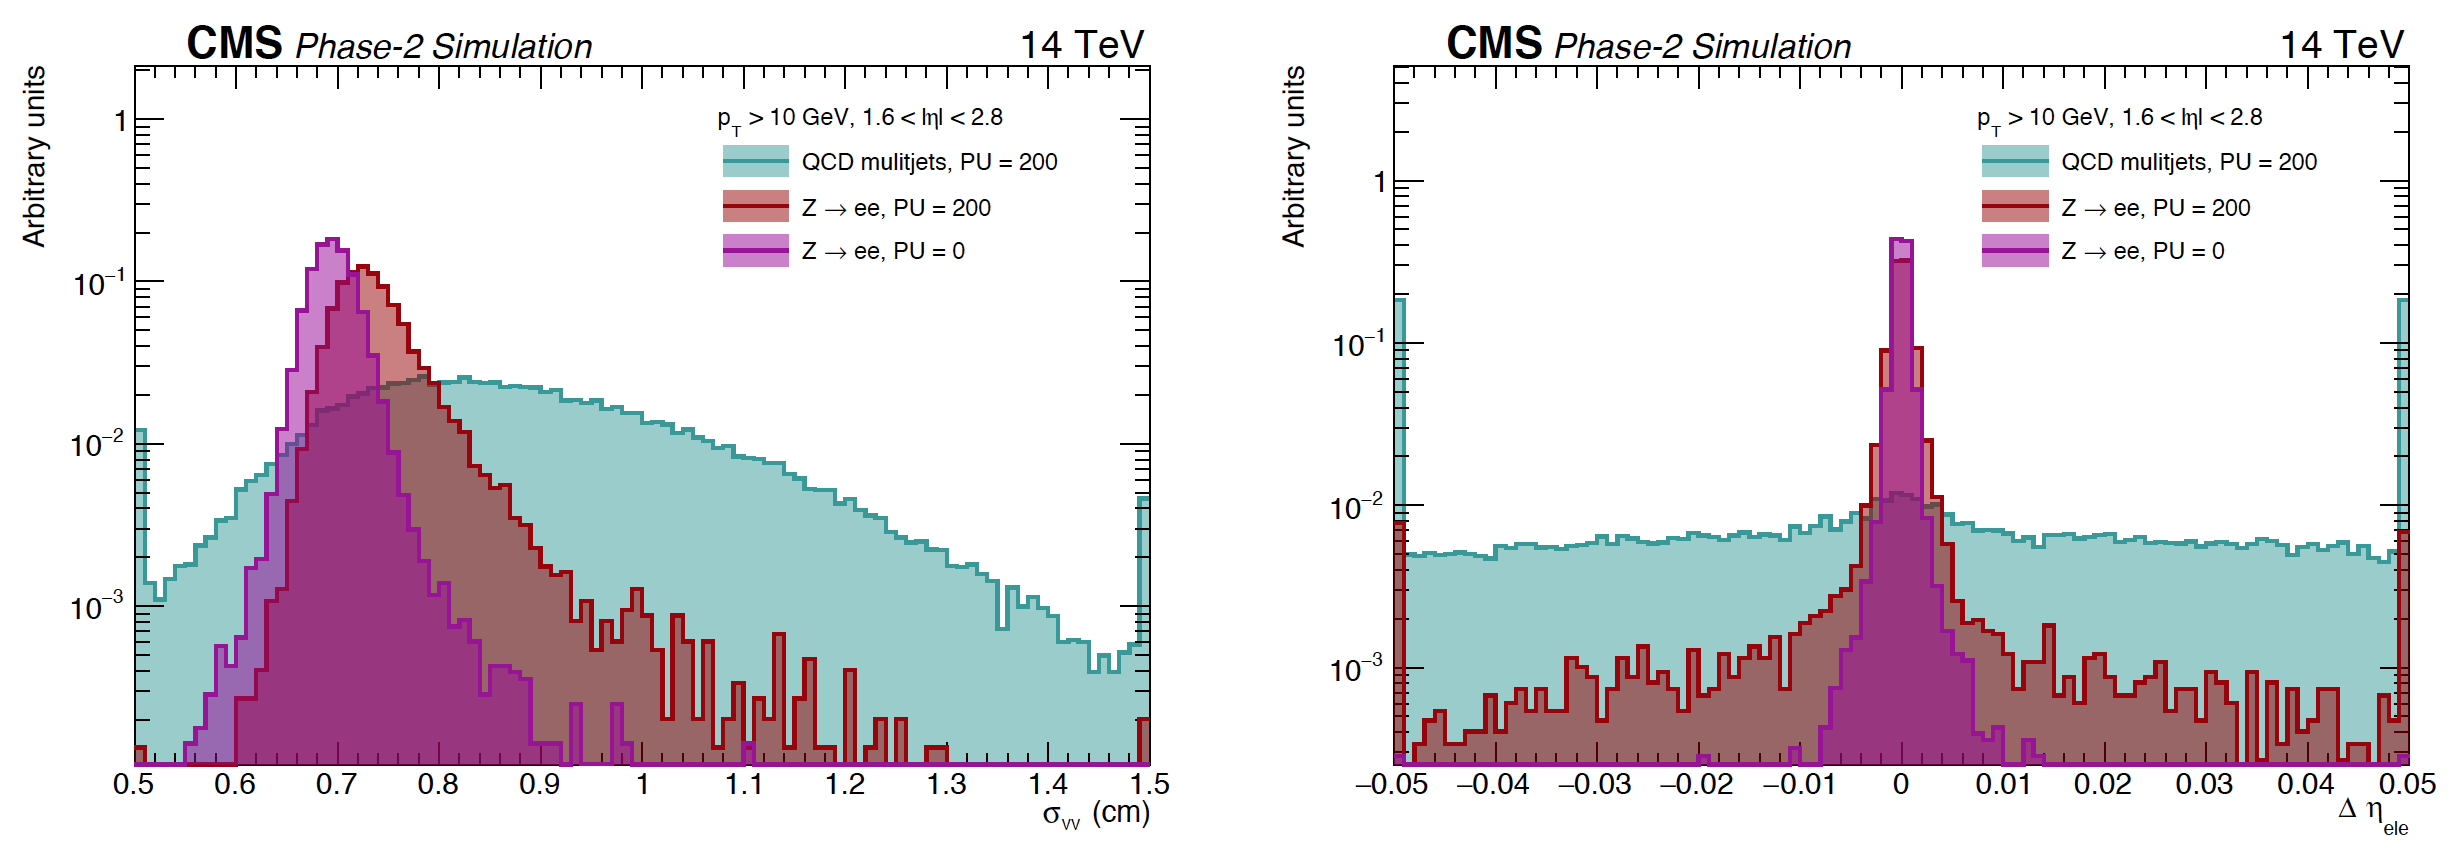 CMS Phase-2 Simulation 14 TeV
Arbitrary units
p_T > 10 GeV, 1.6 < |η| < 2.8
QCD mulitjets, PU = 200
Z → ee, PU = 200
Z → ee, PU = 0
1
10⁻¹
10⁻²
10⁻³
0.5 0.6 0.7 0.8 0.9 1 1.1 1.2 1.3 1.4 1.5
σ_vv (cm)
CMS Phase-2 Simulation 14 TeV
Arbitrary units
p_T > 10 GeV, 1.6 < |η| < 2.8
QCD mulitjets, PU = 200
Z → ee, PU = 200
Z → ee, PU = 0
1
10⁻¹
10⁻²
10⁻³
−0.05 −0.04 −0.03 −0.02 −0.01 0 0.01 0.02 0.03 0.04 0.05
Δ η_ele